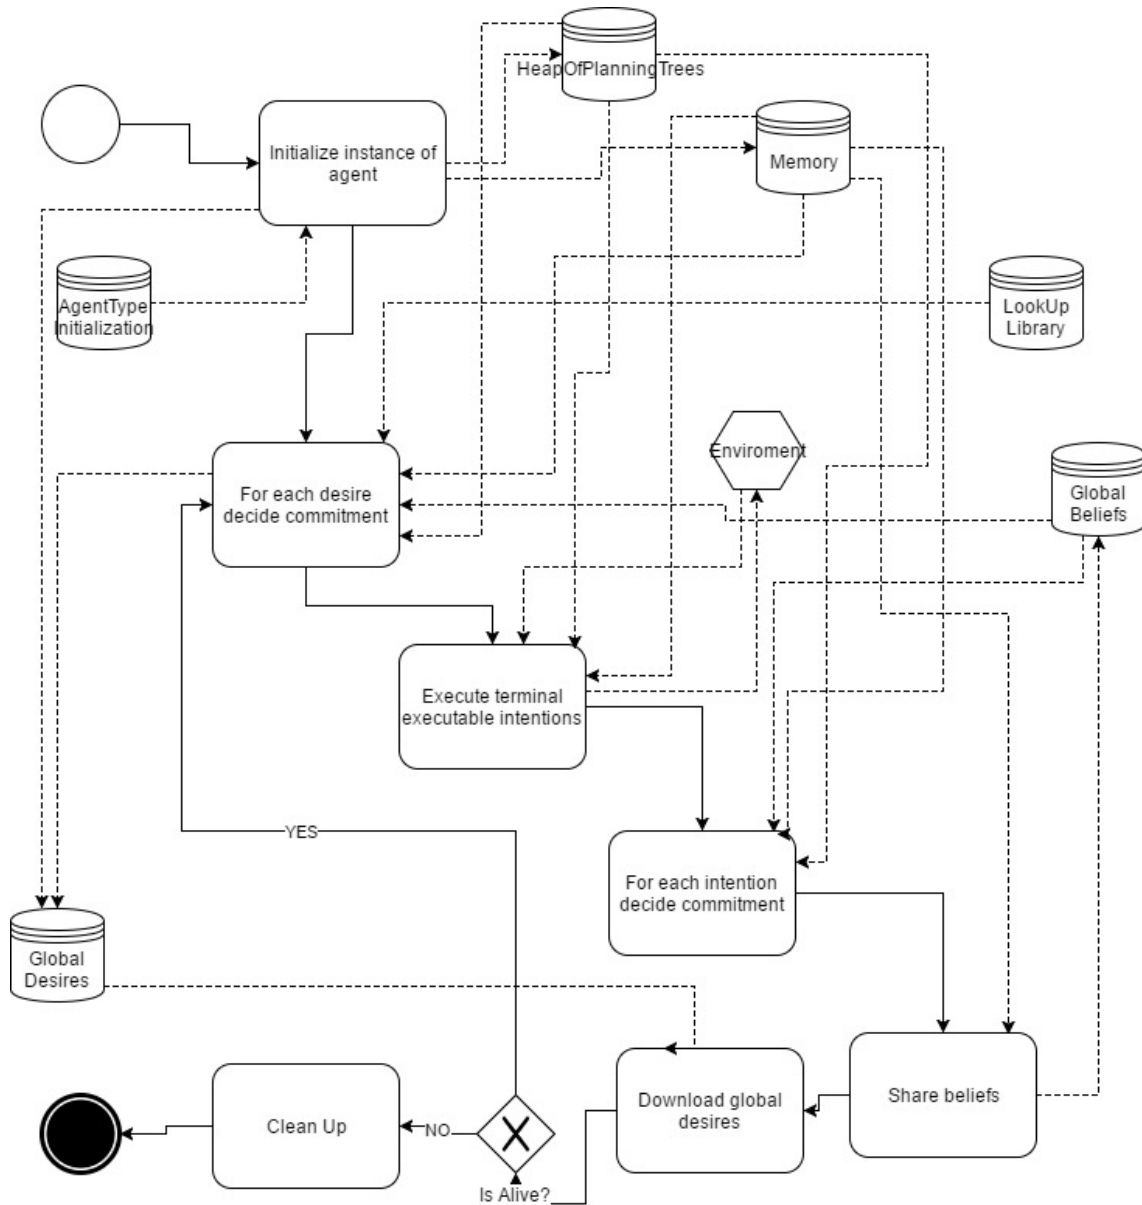 HeapOfPlanningTrees
Initialize instance of
agent
Memory
AgentType
Initialization
LookUp
Library
Enviroment
For each desire
decide commitment
Global
Beliefs
Execute terminal
executable intentions
YES
For each intention
decide commitment
Global
Desires
Clean Up
NO
X
Is Alive?
Download global
desires
Share beliefs